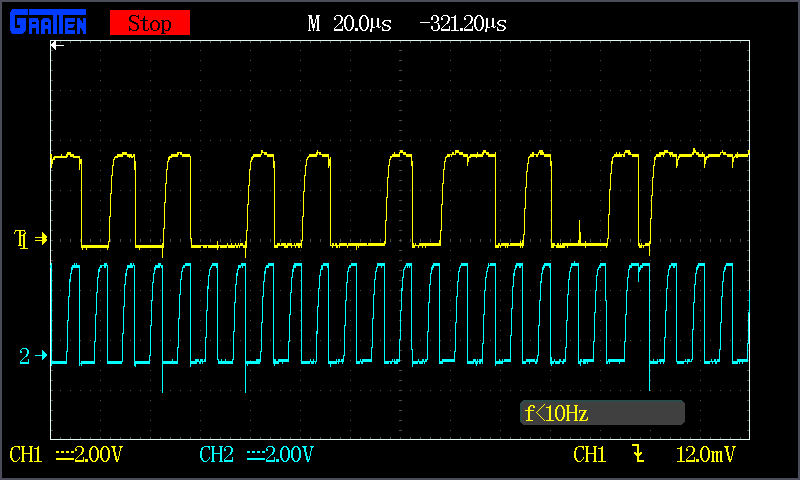 GRATTEN Stop M 20.0μs -321.20μs
1
2
f<10Hz
CH1 2.00V CH2 2.00V CH1 12.0mV